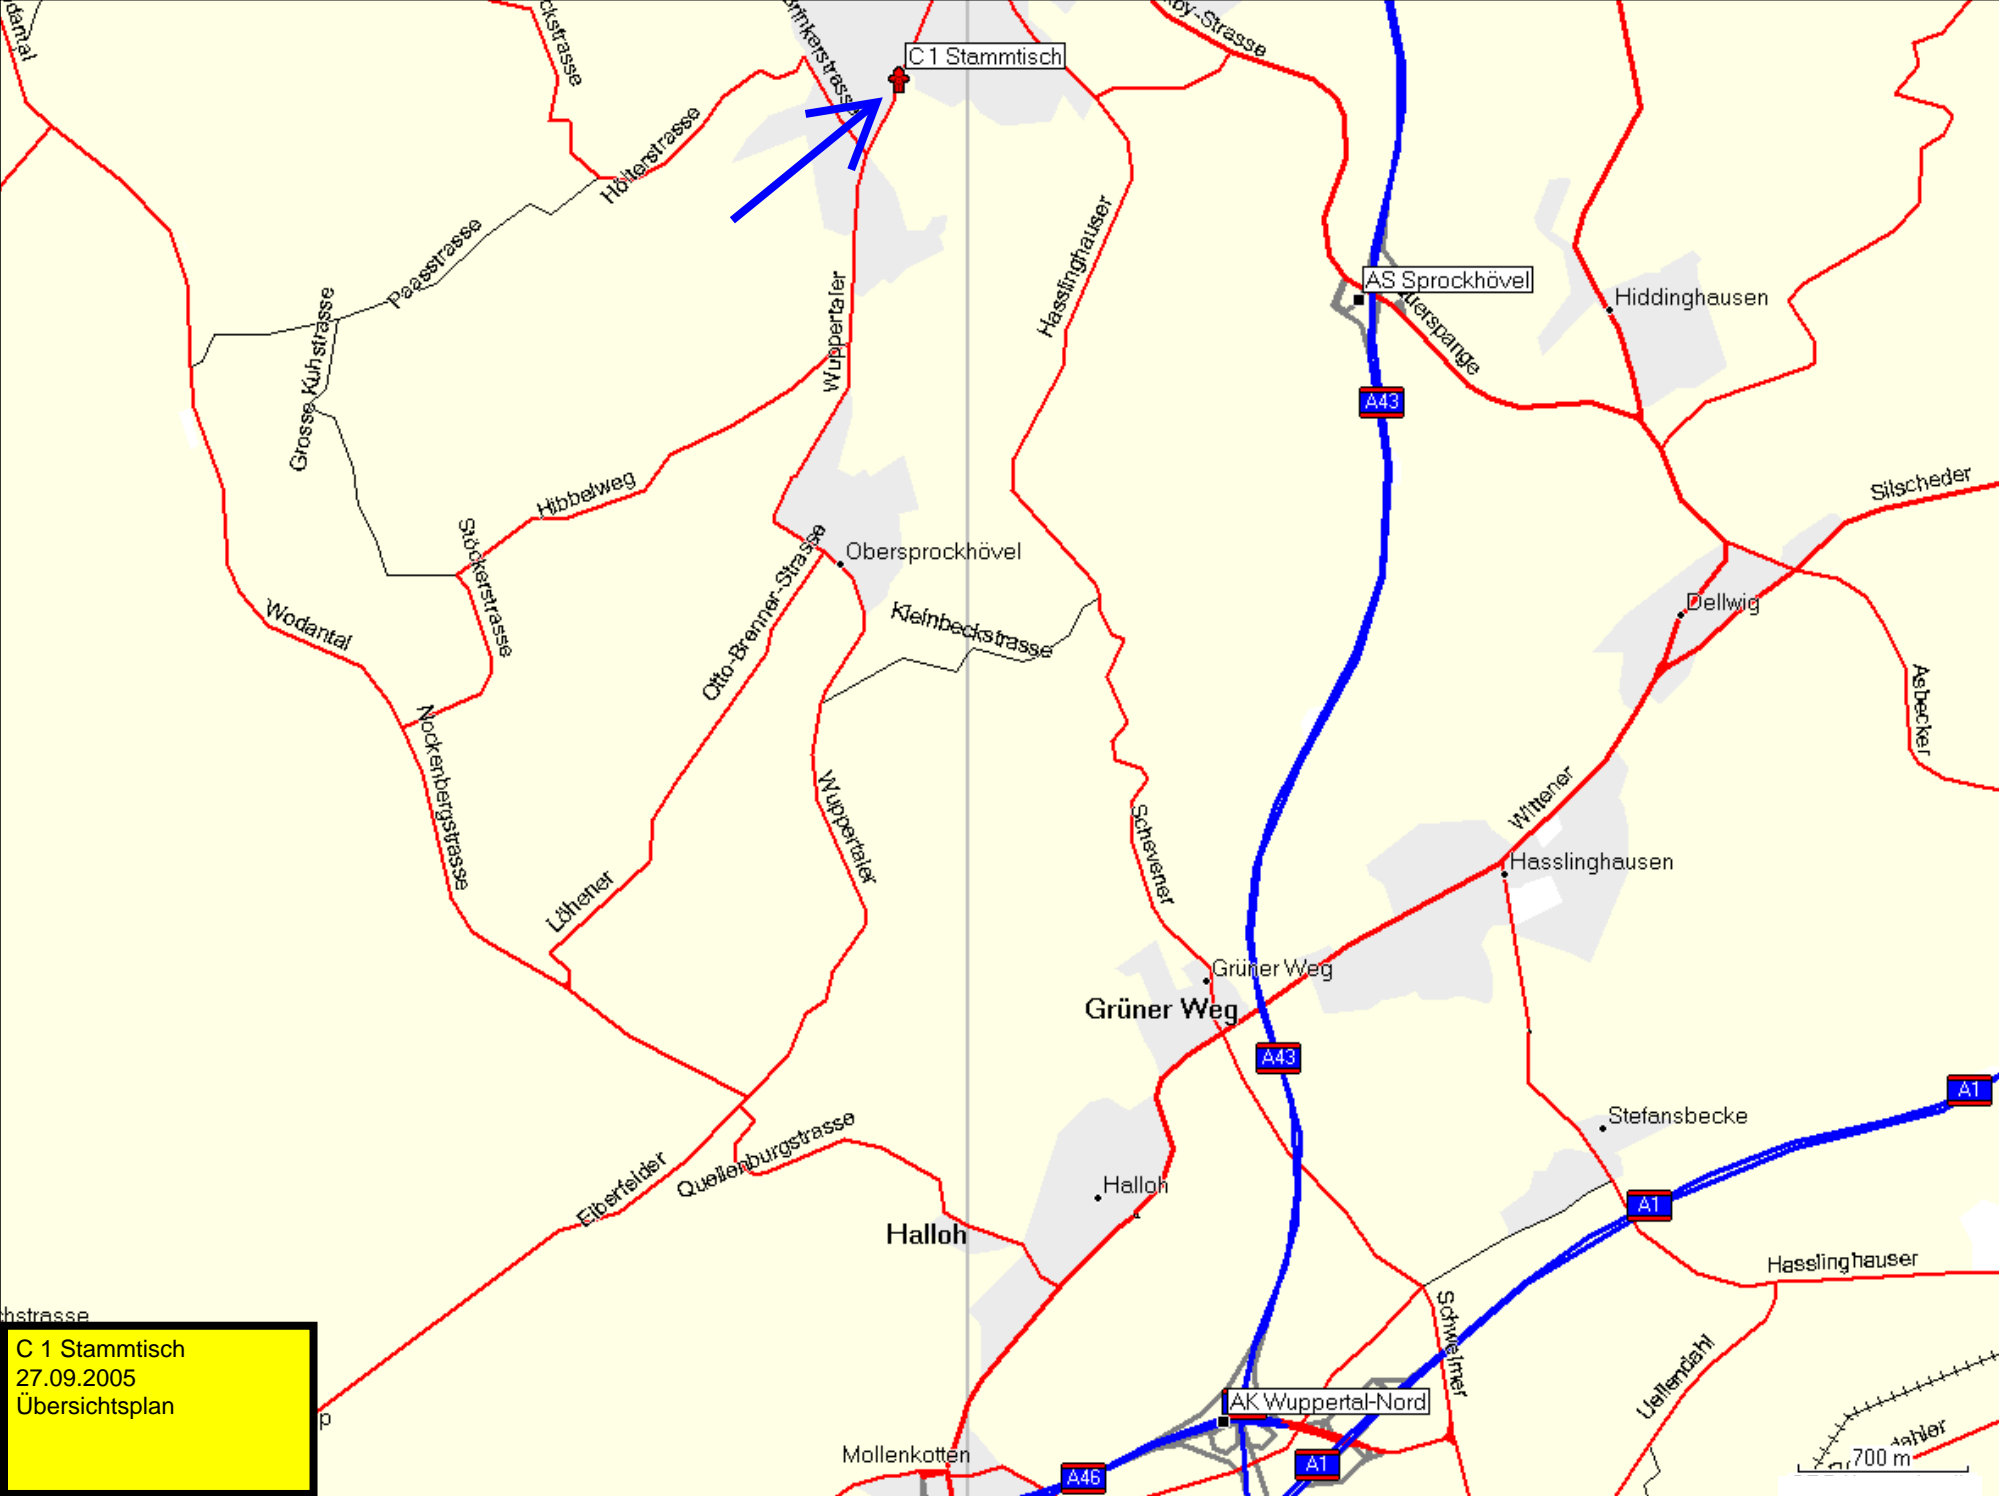 C 1 Stammtisch
Hölterstrasse
Paasstrasse
Grosse Kuhstrasse
Wuppertaler
Hasslinghauser
AS Sprockhövel
Hiddinghausen
A43
Hibbelweg
Stöckerstrasse
Silscheder
Obersprockhövel
Otto-Brenner-Strasse
Kleinbeckstrasse
Wodantal
Dellwig
Asbecker
Nockenbergstrasse
Wuppertaler
Schevener
Wittener
Hasslinghausen
Löhener
Grüner Weg
Grüner Weg
A43
A1
Stefansbecke
Quellenburgstrasse
Elberfelder
Halloh
Halloh
A1
Hasslinghauser
Schwelmer
Uellendahl
C 1 Stammtisch
27.09.2005
Übersichtsplan
AK Wuppertal-Nord
Mollenkotten
A46
A1
700 m